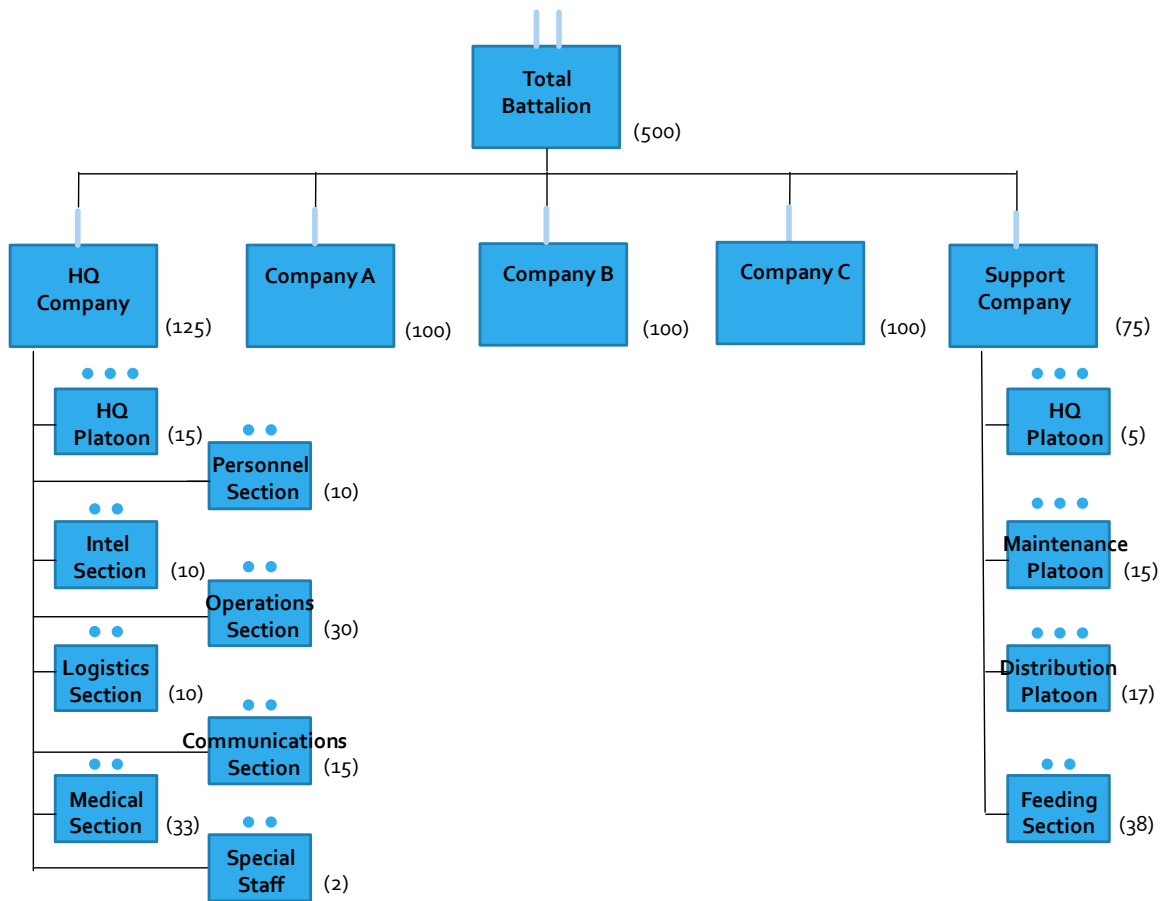 Total
Battalion
(500)
HQ
Company
(125)
Company A
(100)
Company B
(100)
Company C
(100)
Support
Company
(75)
HQ
Platoon
(15)
Personnel
Section
(10)
Intel
Section
(10)
Operations
Section
(30)
Logistics
Section
(10)
Communications
Section
(15)
Medical
Section
(33)
Special
Staff
(2)
HQ
Platoon
(5)
Maintenance
Platoon
(15)
Distribution
Platoon
(17)
Feeding
Section
(38)